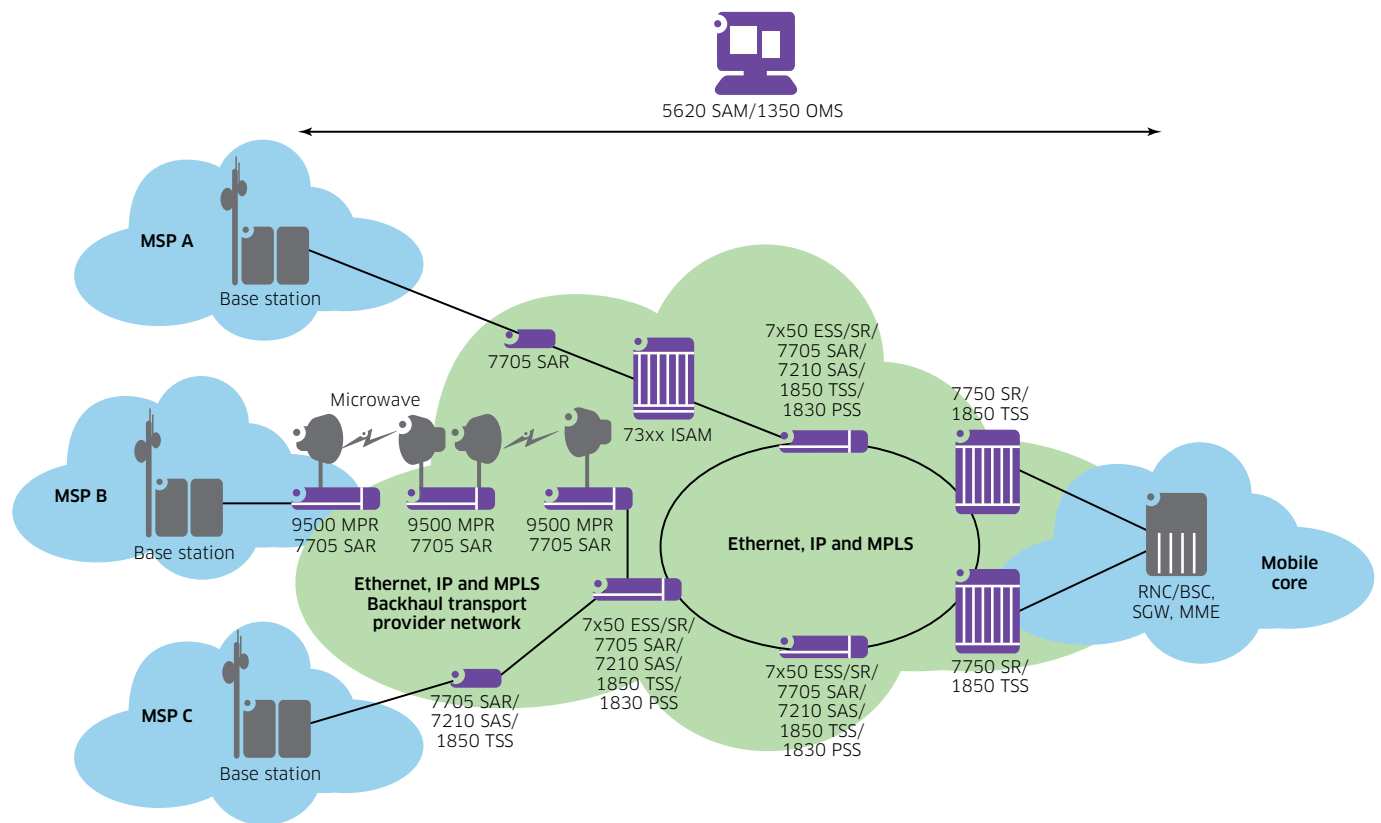 5620 SAM/1350 OMS
MSP A
Base station
7705 SAR
73xx ISAM
7x50 ESS/SR/
7705 SAR/
7210 SAS/
1850 TSS/
1830 PSS
7750 SR/
1850 TSS
Microwave
MSP B
Base station
9500 MPR
7705 SAR
9500 MPR
7705 SAR
9500 MPR
7705 SAR
Ethernet, IP and MPLS
Ethernet, IP and MPLS
Backhaul transport
provider network
7x50 ESS/SR/
7705 SAR/
7210 SAS/
1850 TSS/
1830 PSS
7x50 ESS/SR/
7705 SAR/
7210 SAS/
1850 TSS/
1830 PSS
7750 SR/
1850 TSS
RNC/BSC,
SGW, MME
Mobile
core
MSP C
Base station
7705 SAR/
7210 SAS/
1850 TSS